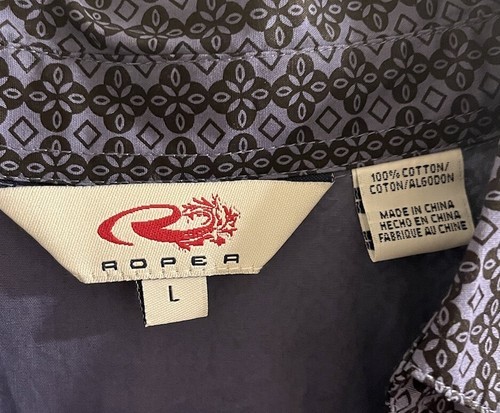 ROPER
L
100% COTTON/
COTON/ALGODON
MADE IN CHINA
HECHO EN CHINA
FABRIQUE AU CHINE